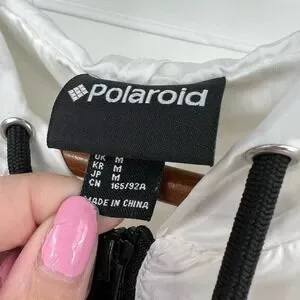 Polaroid
UK M
KR M
JP M
CN 165/92A
MADE IN CHINA